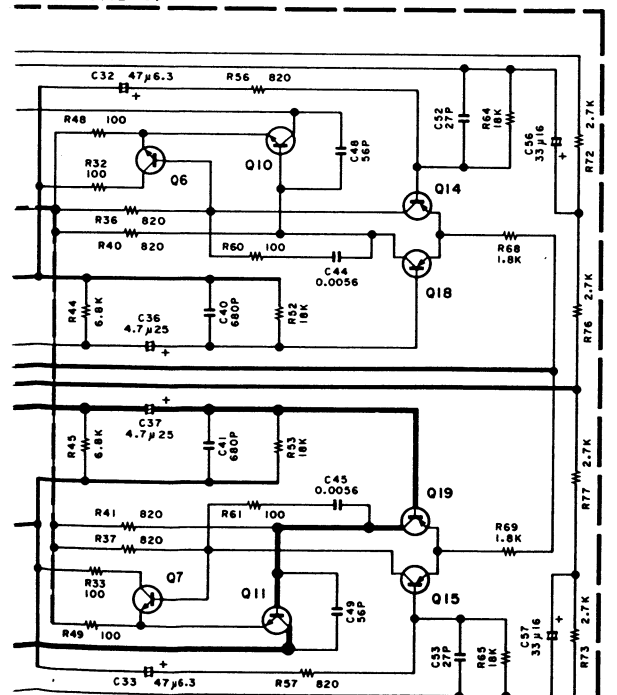 C32 47µ6.3
R56 820
R48 100
Q10
C48 56P
C52 27P
R64 18K
C56 33µ16
R72 2.7K
R32 100
Q6
Q14
R36 820
R40 820
R60 100
C44 0.0056
R68 1.8K
Q18
R44 6.8K
C36 4.7µ25
C40 680P
R52 18K
R76 2.7K
C37 4.7µ25
R45 6.8K
C41 680P
R53 18K
C45 0.0056
R77 2.7K
Q19
R41 820
R61 100
R37 820
R69 1.8K
R33 100
Q7
Q11
Q15
C49 56P
R49 100
C53 27P
R65 18K
C57 33µ16
R73 2.7K
C33 47µ6.3
R57 820